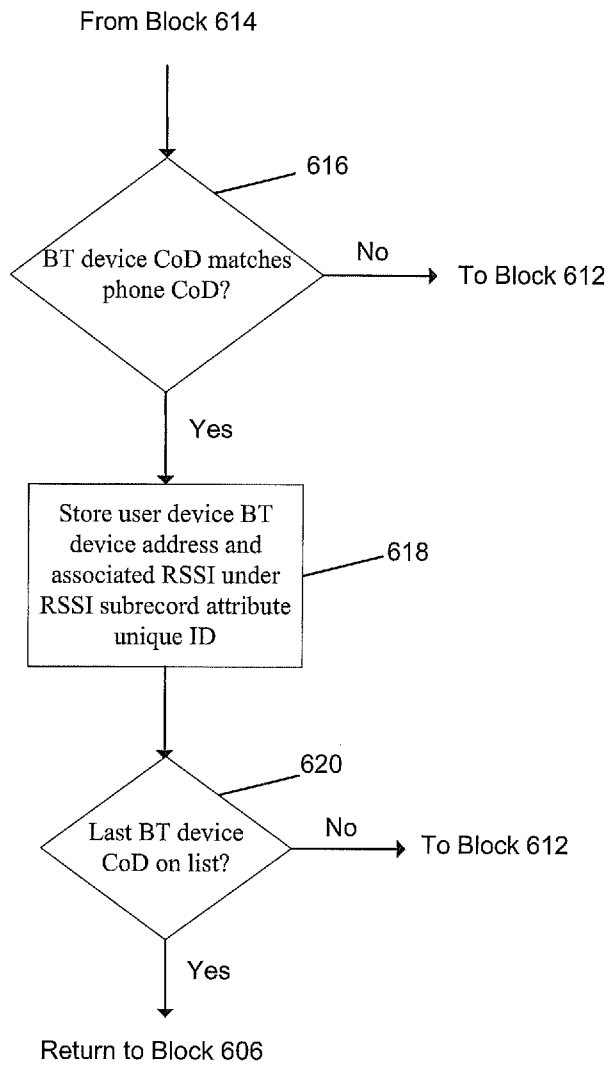 From Block 614
616
BT device CoD matches
phone CoD?
No
To Block 612
Yes
Store user device BT
device address and
associated RSSI under
RSSI subrecord attribute
unique ID
618
620
Last BT device
CoD on list?
No
To Block 612
Yes
Return to Block 606